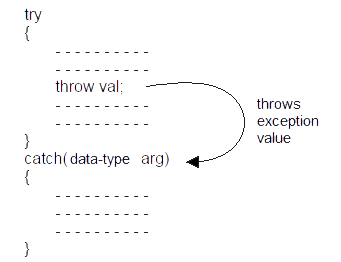 try
{
- - - - - - - - - -
- - - - - - - - - -
throw val;
- - - - - - - - - -
- - - - - - - - - -
}
catch(data-type arg)
{
- - - - - - - - - -
- - - - - - - - - -
- - - - - - - - - -
}
throws
exception
value